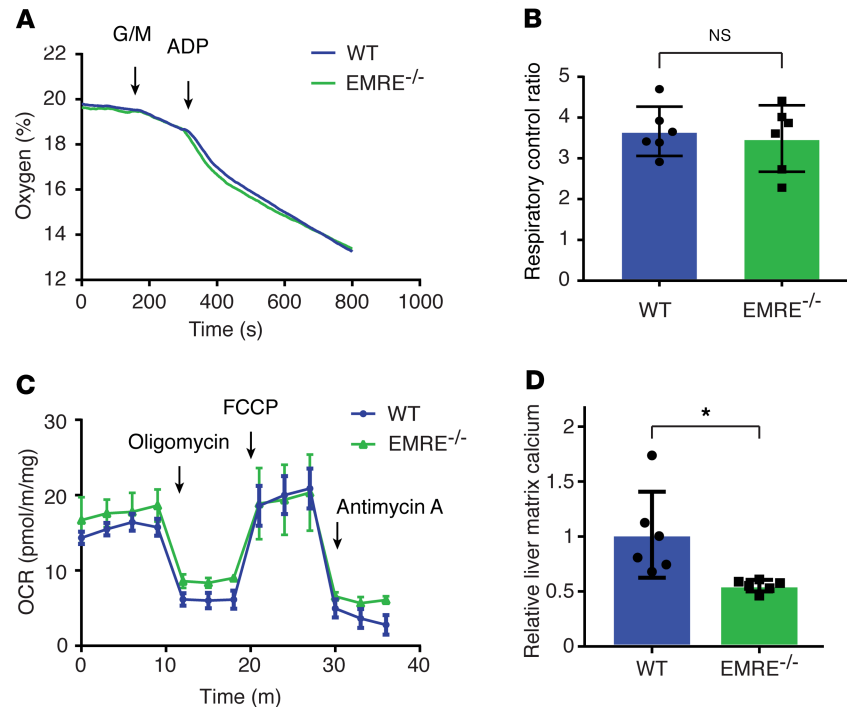 A
G/M
ADP
WT
EMRE-/-
22
20
18
16
14
12
Oxygen (%)
0
200
400
600
800
1000
Time (s)
B
NS
5
4
3
2
1
0
Respiratory control ratio
WT
EMRE-/-
C
FCCP
Oligomycin
Antimycin A
WT
EMRE-/-
30
20
10
0
OCR (pmol/m/mg)
0
10
20
30
40
Time (m)
D
*
2
1.5
1
0.5
0
Relative liver matrix calcium
WT
EMRE-/-